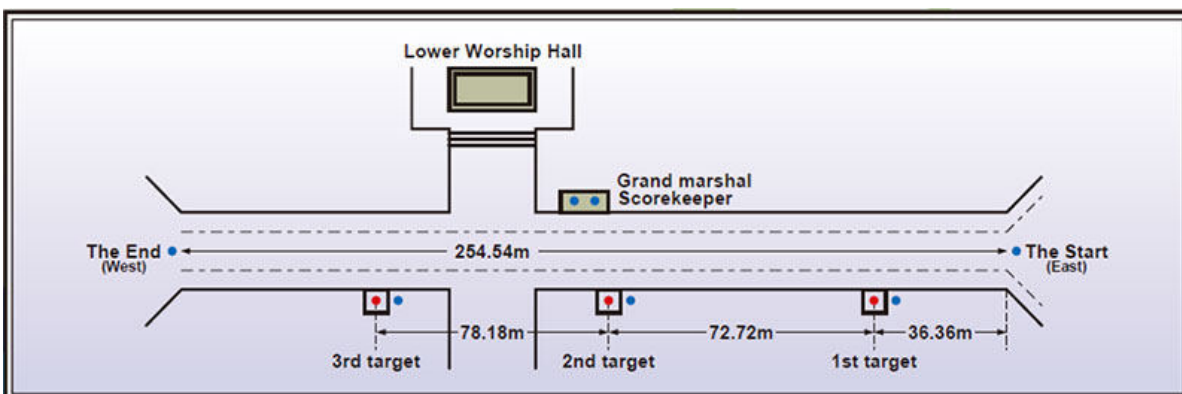 Lower Worship Hall
Grand marshal
Scorekeeper
The End
(West)
254.54m
The Start
(East)
78.18m
72.72m
36.36m
3rd target
2nd target
1st target